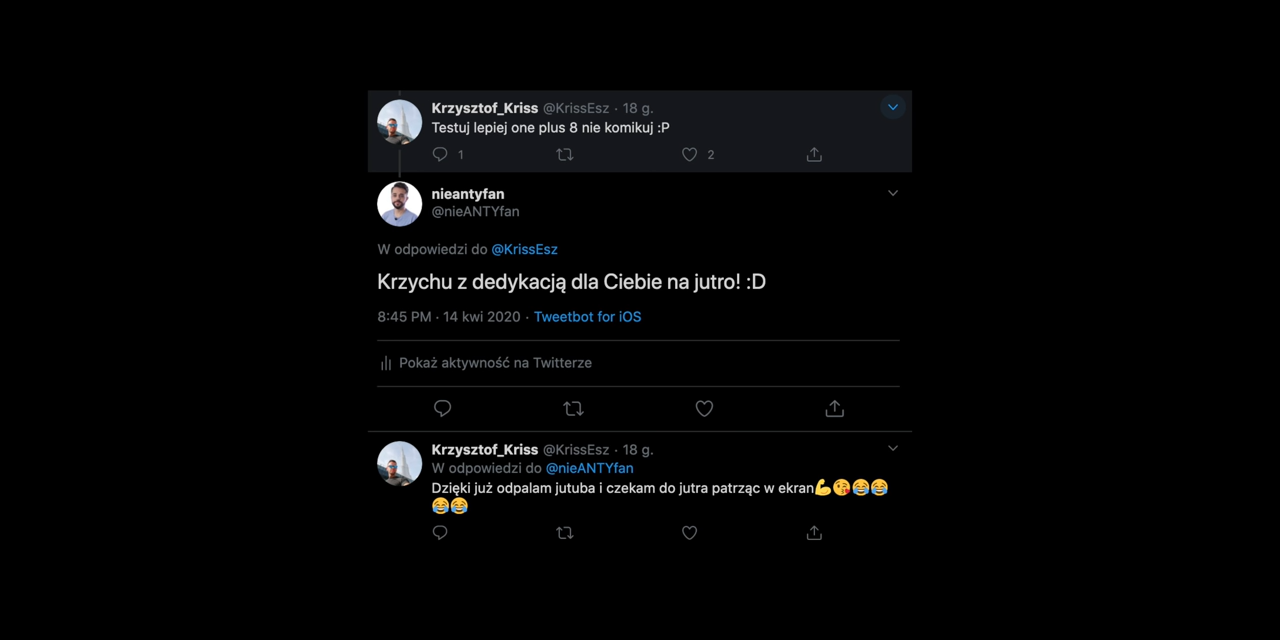 Krzysztof_Kriss @KrissEsz · 18 g.
Testuj lepiej one plus 8 nie komikuj :P
1 2
nieantyfan
@nieANTYfan
W odpowiedzi do @KrissEsz
Krzychu z dedykacją dla Ciebie na jutro! :D
8:45 PM · 14 kwi 2020 · Tweetbot for iOS
Pokaż aktywność na Twitterze
Krzysztof_Kriss @KrissEsz · 18 g.
W odpowiedzi do @nieANTYfan
Dzięki już odpalam jutuba i czekam do jutra patrząc w ekran💪😘😂😂
😂😂